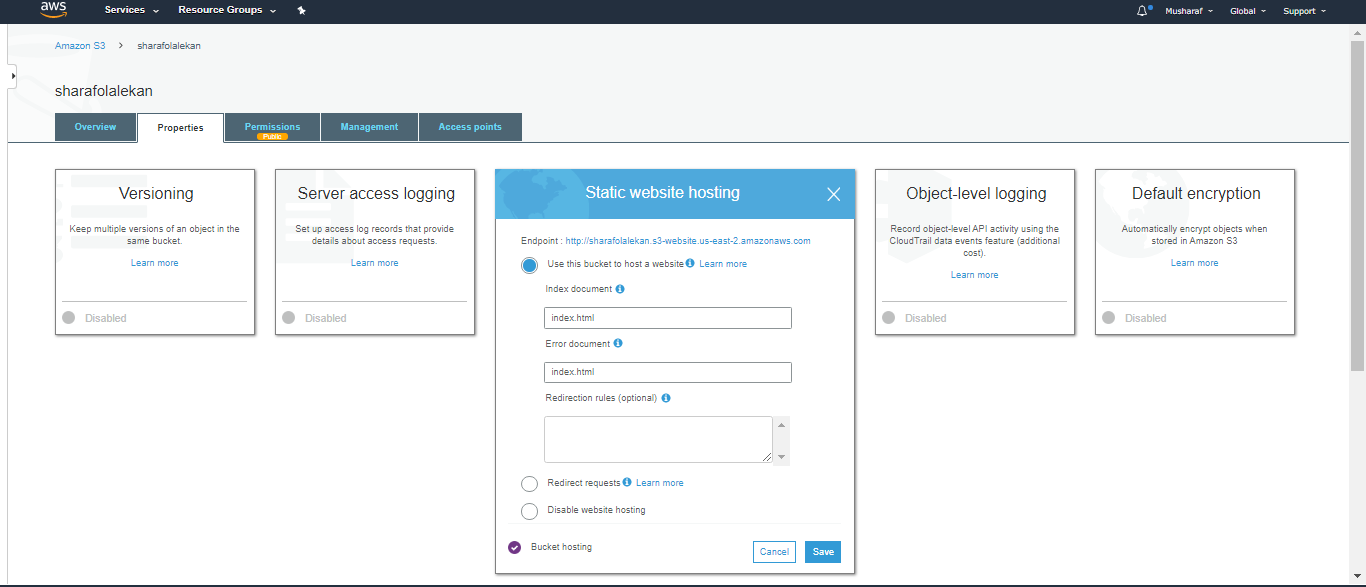 aws Services Resource Groups Musharaf Global Support
Amazon S3 > sharafolalekan
sharafolalekan
Overview Properties Permissions Management Access points
Public
Versioning
Keep multiple versions of an object in the
same bucket.
Learn more
Disabled
Server access logging
Set up access log records that provide
details about access requests.
Learn more
Disabled
Static website hosting
Endpoint : http://sharafolalekan.s3-website.us-east-2.amazonaws.com
Use this bucket to host a website Learn more
Index document
index.html
Error document
index.html
Redirection rules (optional)
Redirect requests Learn more
Disable website hosting
Bucket hosting
Cancel Save
Object-level logging
Record object-level API activity using the
CloudTrail data events feature (additional
cost).
Learn more
Disabled
Default encryption
Automatically encrypt objects when
stored in Amazon S3
Learn more
Disabled